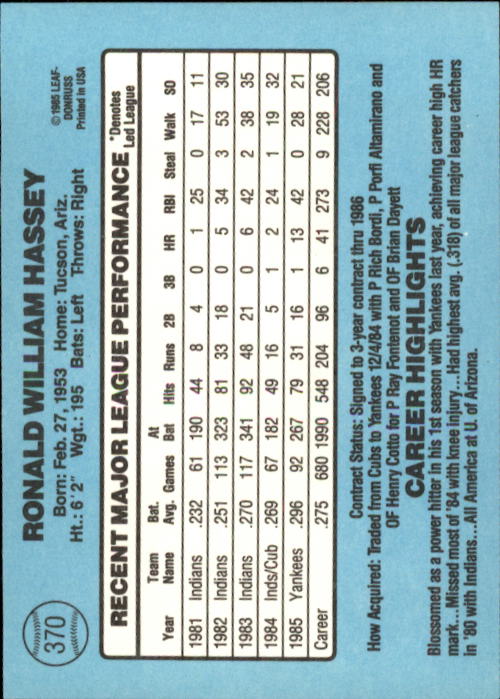 370
RONALD WILLIAM HASSEY
© 1985 LEAF-
DONRUSS
Printed in USA
Born: Feb. 27, 1953 Home: Tucson, Ariz.
Ht.: 6'2" Wgt.: 195 Bats: Left Throws: Right
RECENT MAJOR LEAGUE PERFORMANCE *Denotes
Led League
Year Team Name Bat. Avg. Games At Bat Hits Runs 2B 3B HR RBI Steal Walk SO
1981 Indians .232 61 190 44 8 4 0 1 25 0 17 11
1982 Indians .251 113 323 81 33 18 0 5 34 3 53 30
1983 Indians .270 117 341 92 48 21 0 6 42 2 38 35
1984 Inds/Cub .269 67 182 49 16 5 1 2 24 1 19 32
1985 Yankees .296 92 267 79 31 16 1 13 42 0 28 21
Career .275 680 1990 548 204 96 6 41 273 9 228 206
Contract Status: Signed to 3-year contract thru 1986
How Acquired: Traded from Cubs to Yankees 12/4/84 with P Rich Bordi, P Porfi Altamirano and
OF Henry Cotto for P Ray Fontenot and OF Brian Dayett
CAREER HIGHLIGHTS
Blossomed as a power hitter in his 1st season with Yankees last year, achieving career high HR
mark...Missed most of '84 with knee injury...Had highest avg. (.318) of all major league catchers
in '80 with Indians...All America at U. of Arizona.